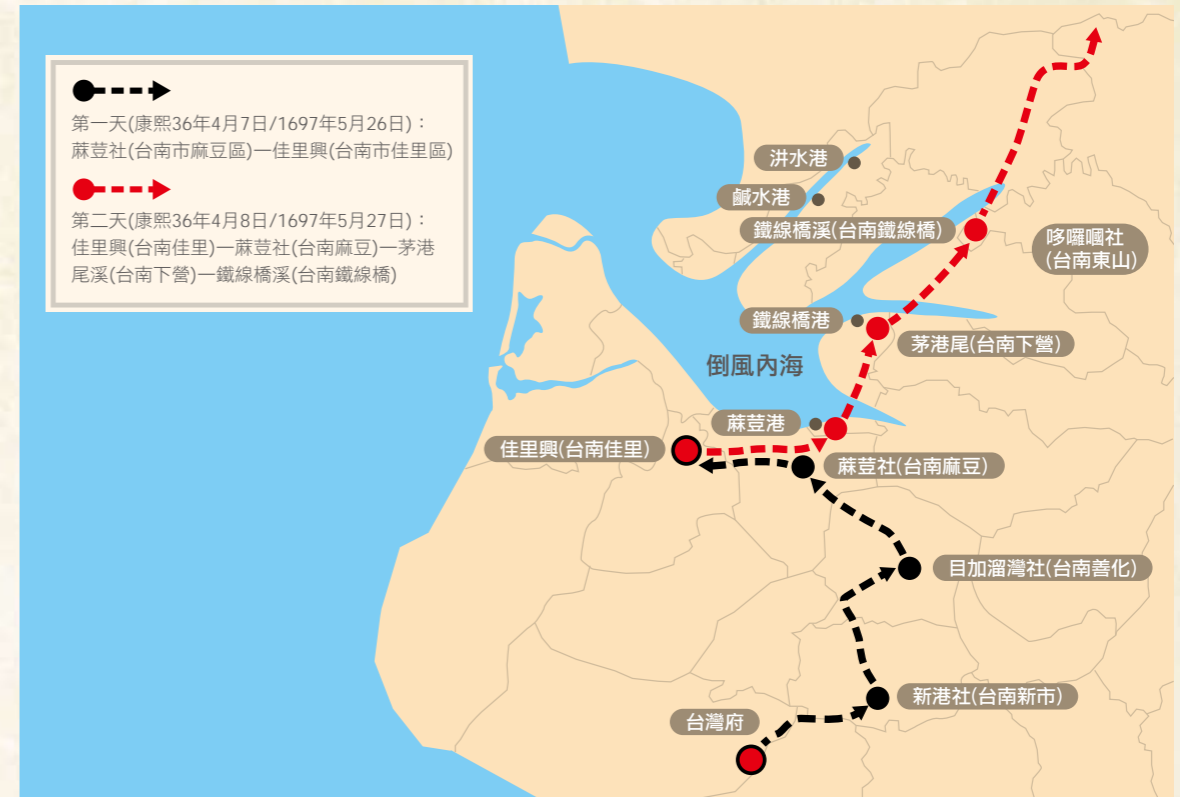 第一天(康熙36年4月7日/1697年5月26日)：
蔴荳社(台南市麻豆區)—佳里興(台南市佳里區)
第二天(康熙36年4月8日/1697年5月27日)：
佳里興(台南佳里)—蔴荳社(台南麻豆)—茅港
尾溪(台南下營)—鐵線橋溪(台南鐵線橋)
汫水港
鹹水港
鐵線橋溪(台南鐵線橋)
哆囉嘓社
(台南東山)
鐵線橋港
茅港尾(台南下營)
倒風內海
蔴荳港
佳里興(台南佳里)
蔴荳社(台南麻豆)
目加溜灣社(台南善化)
新港社(台南新市)
台灣府